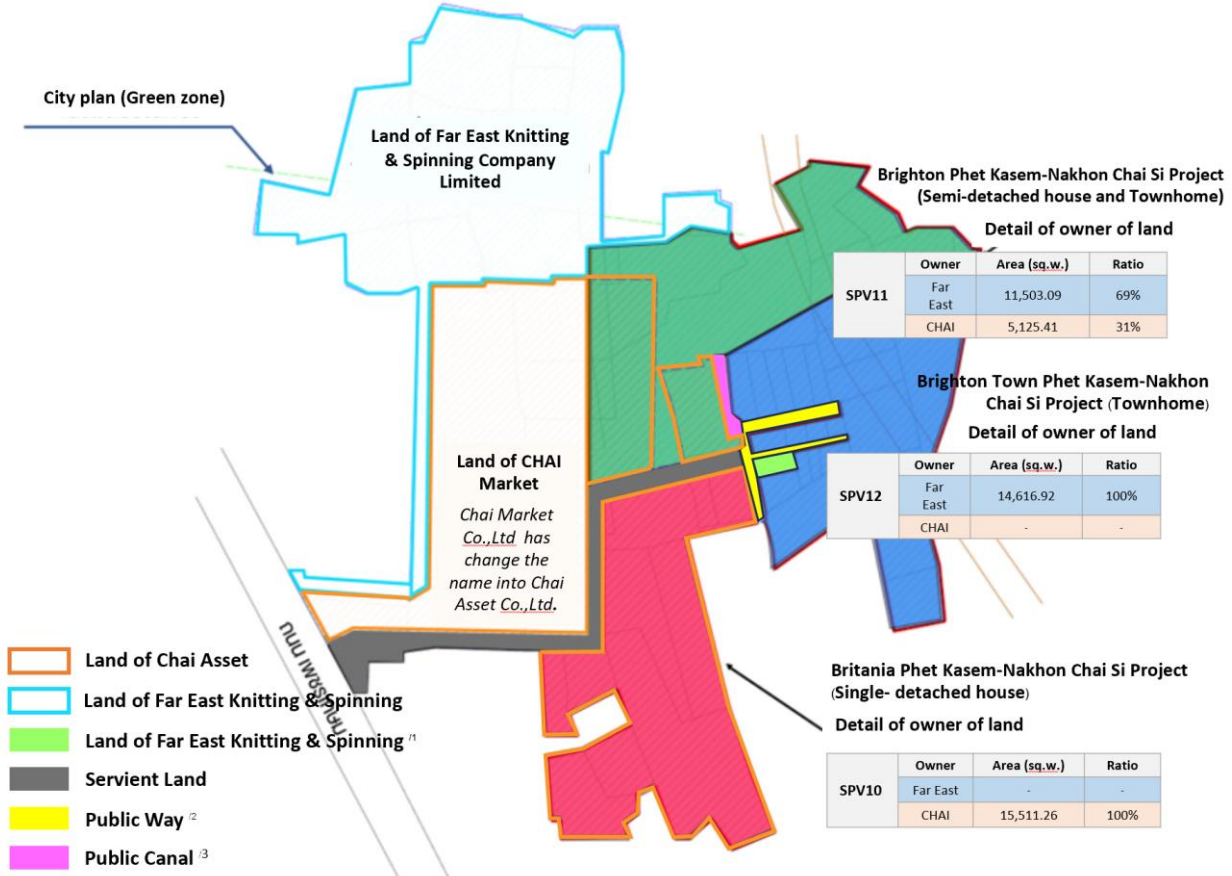 City plan (Green zone)
Land of Far East Knitting
& Spinning Company
Limited
Brighton Phet Kasem-Nakhon Chai Si Project
(Semi-detached house and Townhome)
Detail of owner of land
SPV11
Owner Area (sq.w.) Ratio
Far
East 11,503.09 69%
CHAI 5,125.41 31%
Brighton Town Phet Kasem-Nakhon
Chai Si Project (Townhome)
Detail of owner of land
SPV12
Owner Area (sq.w.) Ratio
Far
East 14,616.92 100%
CHAI - -
Land of CHAI
Market
Chai Market
Co.,Ltd has
change the
name into Chai
Asset Co.,Ltd.
ถนน เพชรเกษม
Britania Phet Kasem-Nakhon Chai Si Project
(Single- detached house)
Detail of owner of land
SPV10
Owner Area (sq.w.) Ratio
Far East - -
CHAI 15,511.26 100%
Land of Chai Asset
Land of Far East Knitting & Spinning
Land of Far East Knitting & Spinning /1
Servient Land
Public Way /2
Public Canal /3